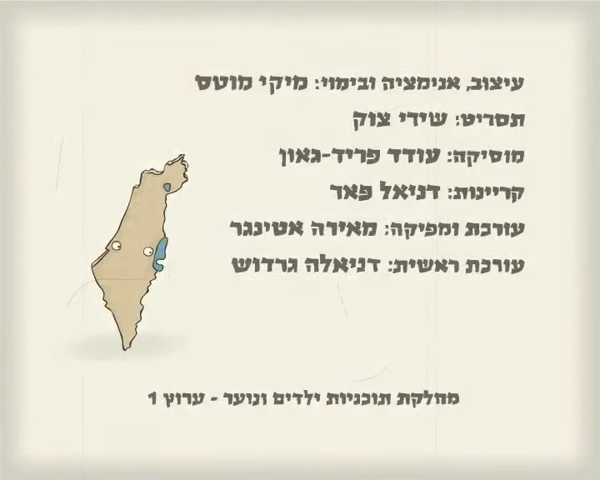 עיצוב, אנימציה ובימוי: מיקי מוטס
תסריט: שידי צוק
מוסיקה: עודד פריד-גאון
קריינות: דניאל פאר
עורכת ומפיקה: מאירה אטינגר
עורכת ראשית: דניאלה גרדוש
מחלקת תוכניות ילדים ונוער - ערוץ 1